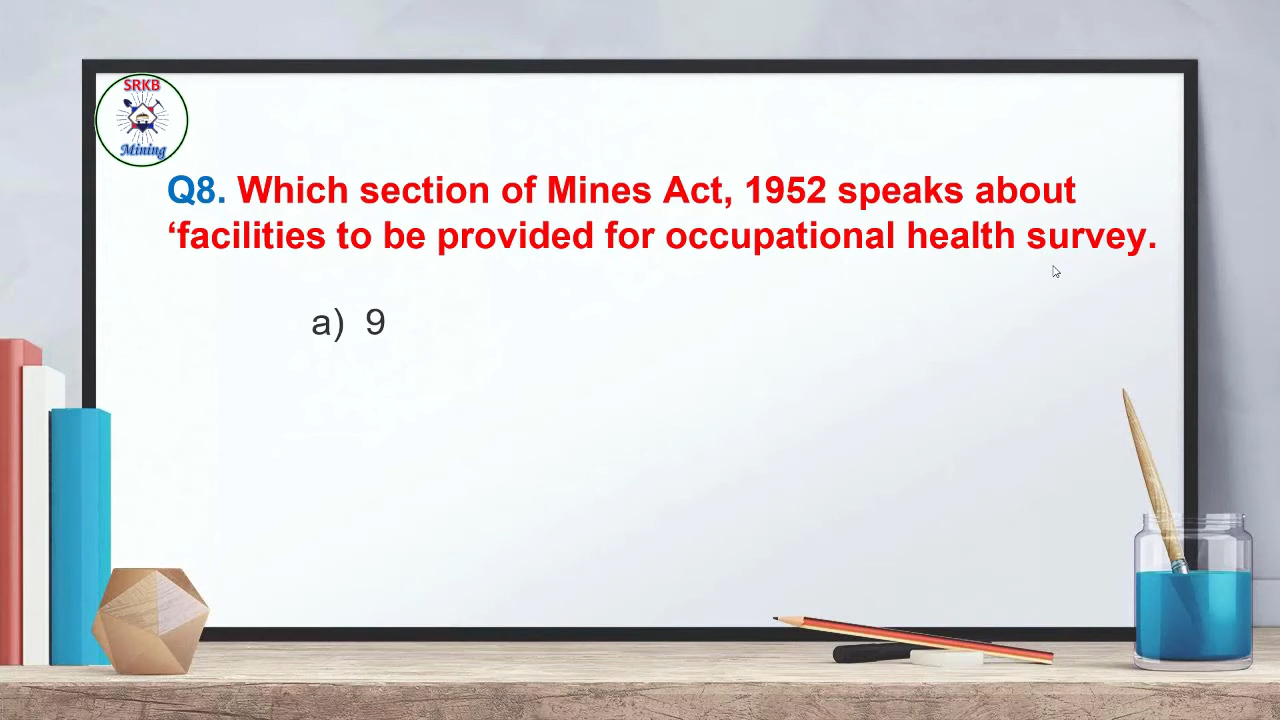 SRKB
Mining
Q8. Which section of Mines Act, 1952 speaks about
‘facilities to be provided for occupational health survey.
a) 9